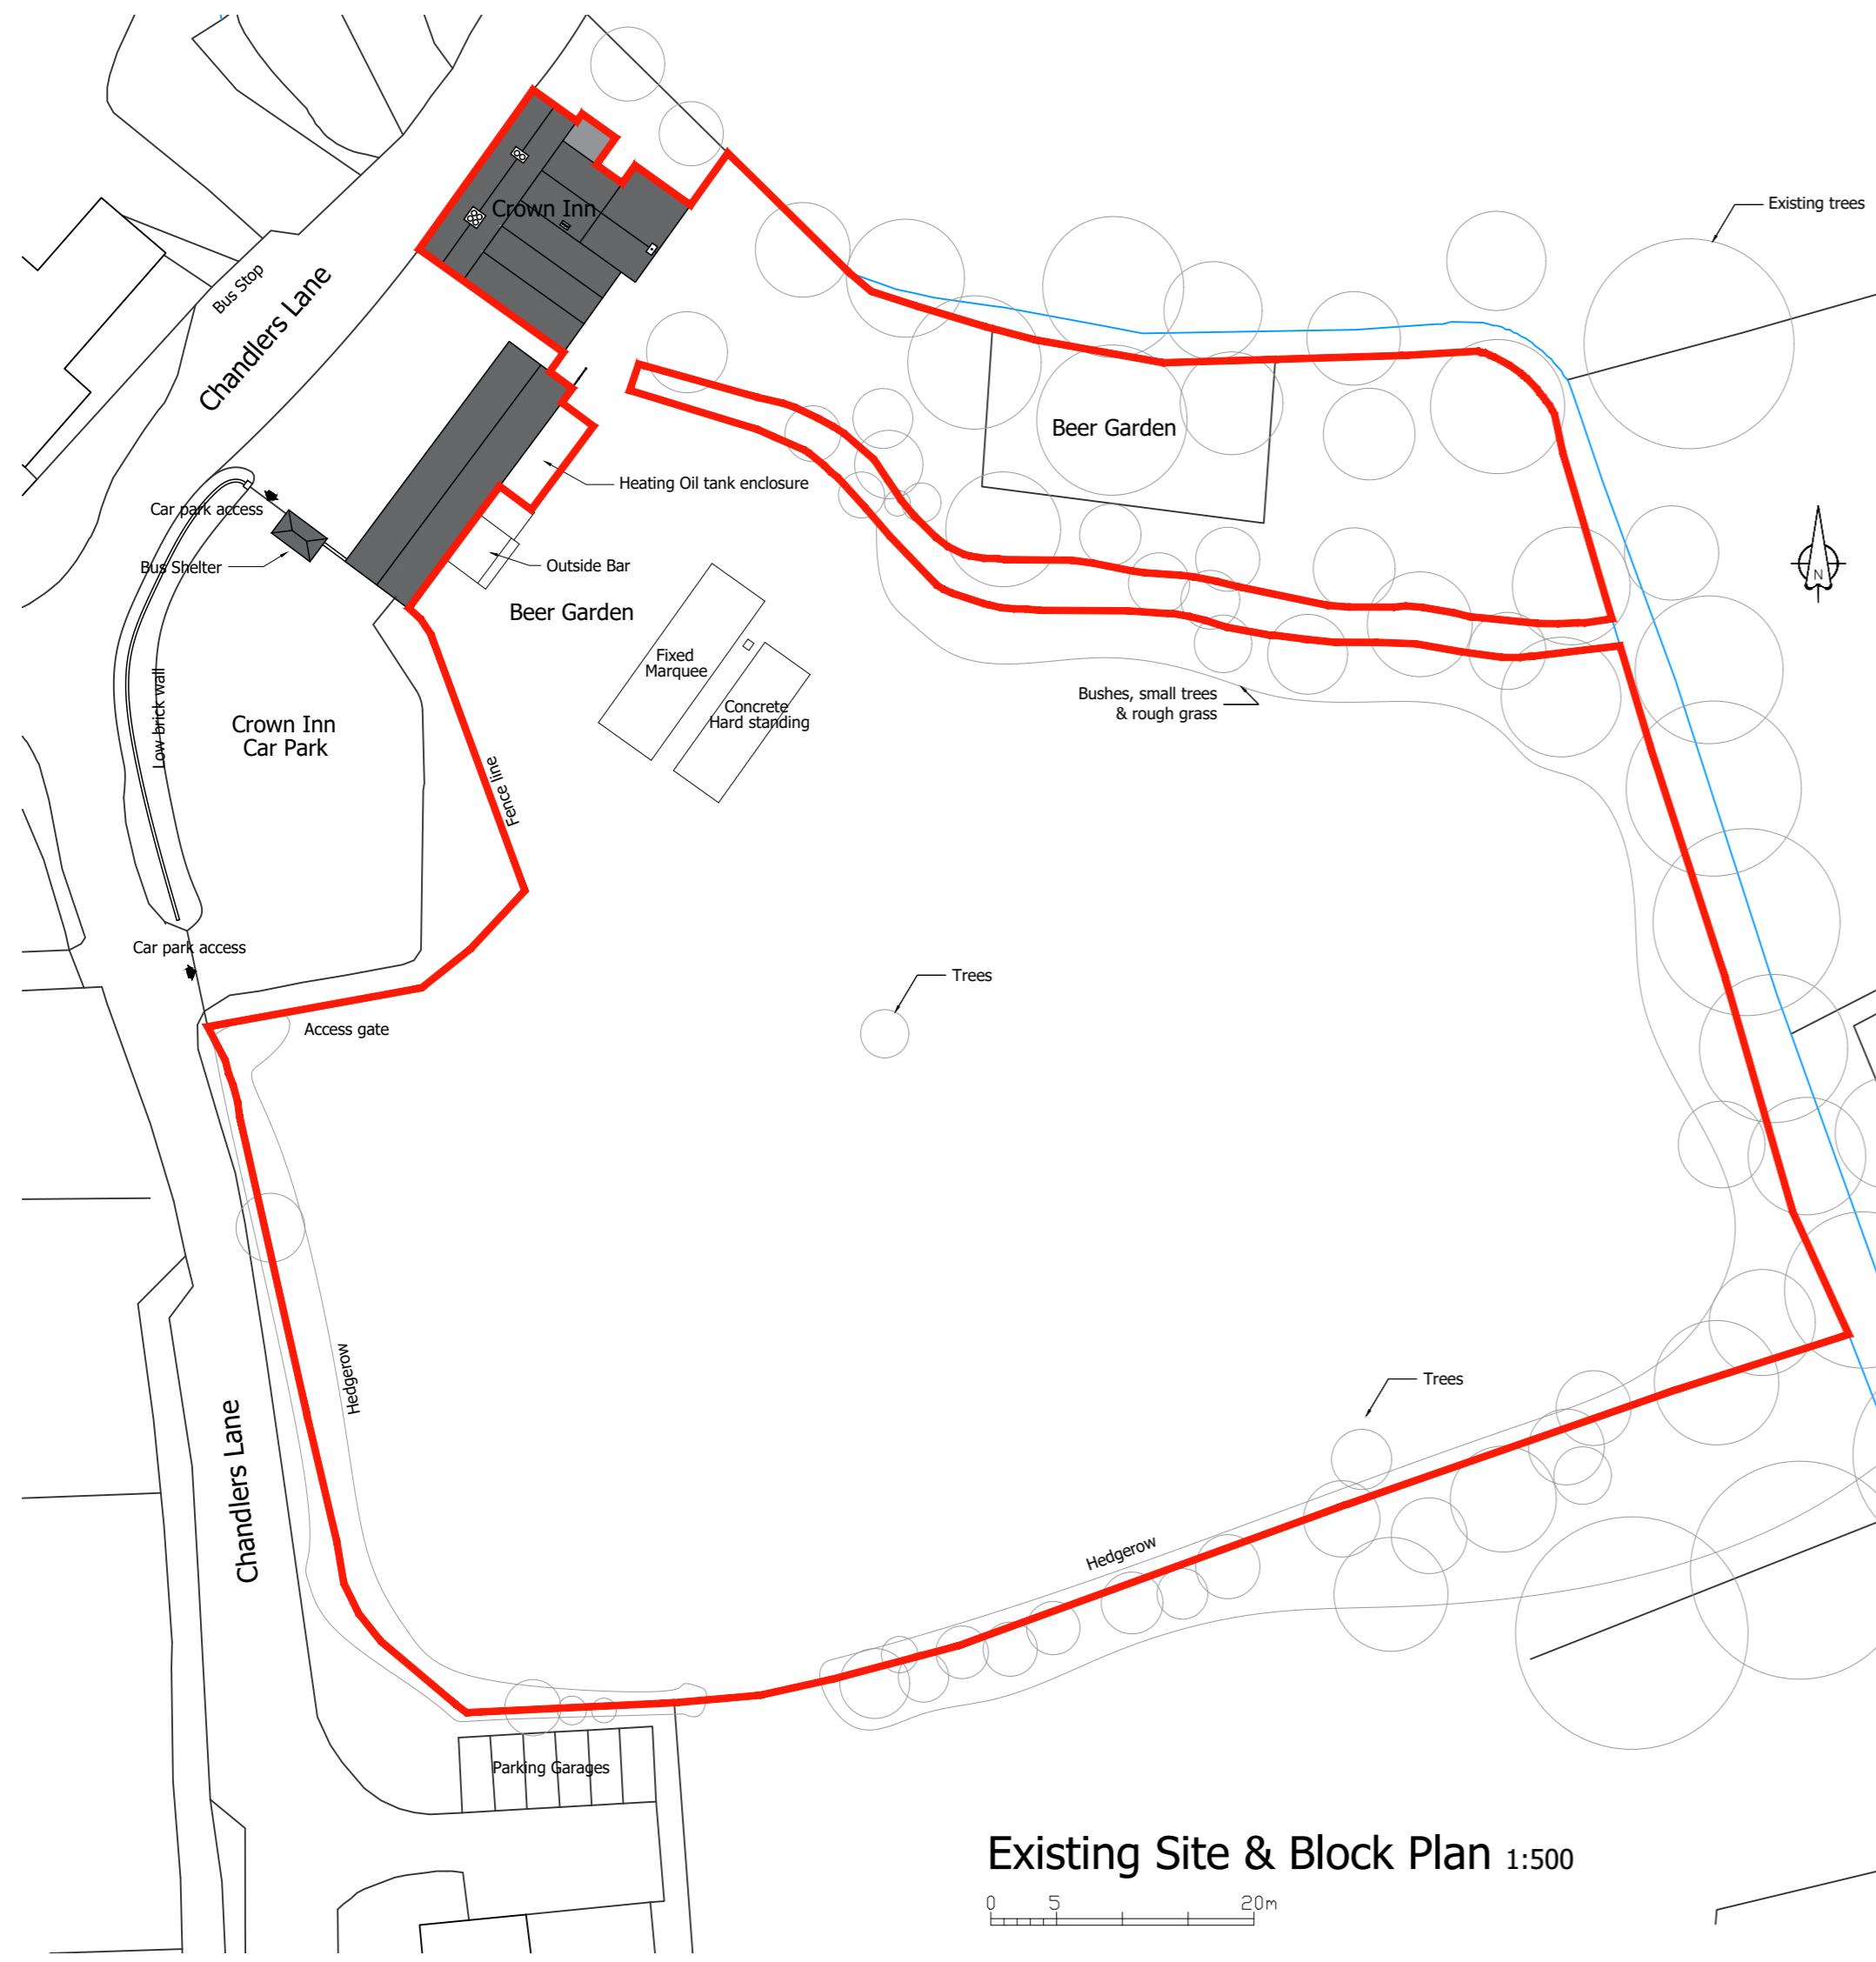 Existing trees
Crown Inn
Bus Stop
Chandlers Lane
Beer Garden
Heating Oil tank enclosure
Car park access
Bus Shelter
Outside Bar
N
Beer Garden
Fixed
Marquee
Concrete
Hard standing
Bushes, small trees
& rough grass
Low brick wall
Crown Inn
Car Park
Fence line
Car park access
Trees
Access gate
Hedgerow
Trees
Chandlers Lane
Hedgerow
Parking Garages
Existing Site & Block Plan 1:500
0 5 20m